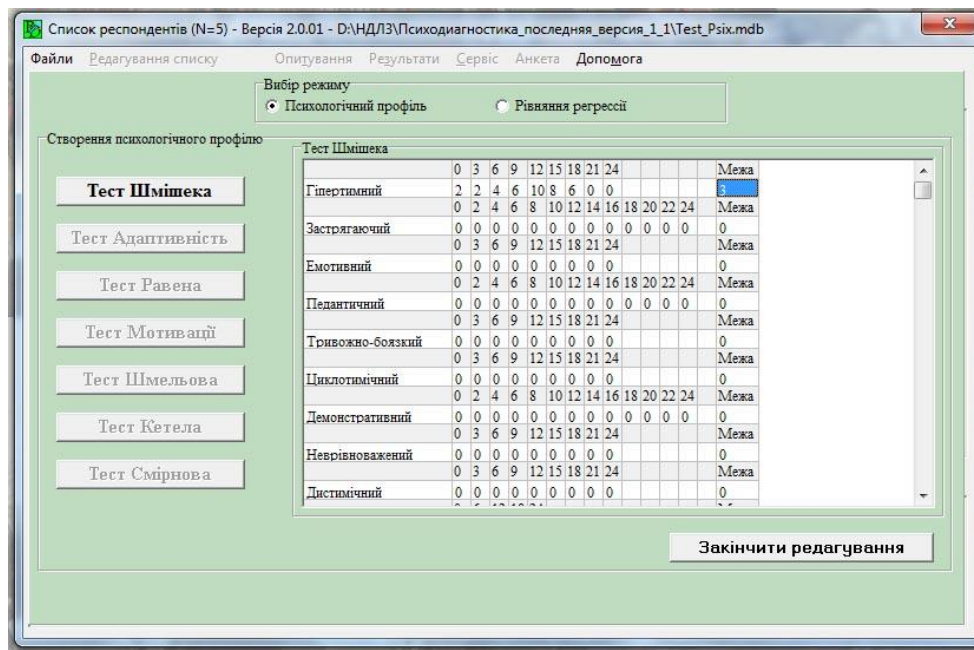 Список респондентів (N=5) - Версія 2.0.01 - D:\НДЛ3\Психодиагностика_последняя_версия_1_1\Test_Psix.mdb
Файли Редагування списку Опитування Результати Сервіс Анкета Допомога
Вибір режиму
Психологічний профіль Рівняння регрессії
Створення психологічного профілю
Тест Шмішека
Тест Адаптивність
Тест Равена
Тест Мотивації
Тест Шмельова
Тест Кетела
Тест Смірнова
Тест Шмішека
0 3 6 9 12 15 18 21 24 Межа
Гіпертимний 2 2 4 6 10 8 6 0 0 3
0 2 4 6 8 10 12 14 16 18 20 22 24 Межа
Застрягаючий 0 0 0 0 0 0 0 0 0 0 0 0 0 0
0 3 6 9 12 15 18 21 24 Межа
Емотивний 0 0 0 0 0 0 0 0 0 0
0 2 4 6 8 10 12 14 16 18 20 22 24 Межа
Педантичний 0 0 0 0 0 0 0 0 0 0 0 0 0 0
0 3 6 9 12 15 18 21 24 Межа
Тривожно-боязкий 0 0 0 0 0 0 0 0 0 0
0 3 6 9 12 15 18 21 24 Межа
Циклотимічний 0 0 0 0 0 0 0 0 0 0
0 2 4 6 8 10 12 14 16 18 20 22 24 Межа
Демонстративний 0 0 0 0 0 0 0 0 0 0 0 0 0 0
0 3 6 9 12 15 18 21 24 Межа
Неврівноважений 0 0 0 0 0 0 0 0 0 0
0 3 6 9 12 15 18 21 24 Межа
Дистимічний 0 0 0 0 0 0 0 0 0 0
Закінчити редагування